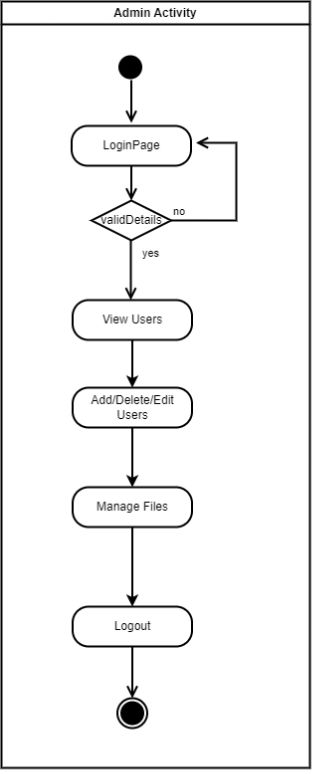 Admin Activity
LoginPage
validDetails
no
yes
View Users
Add/Delete/Edit
Users
Manage Files
Logout